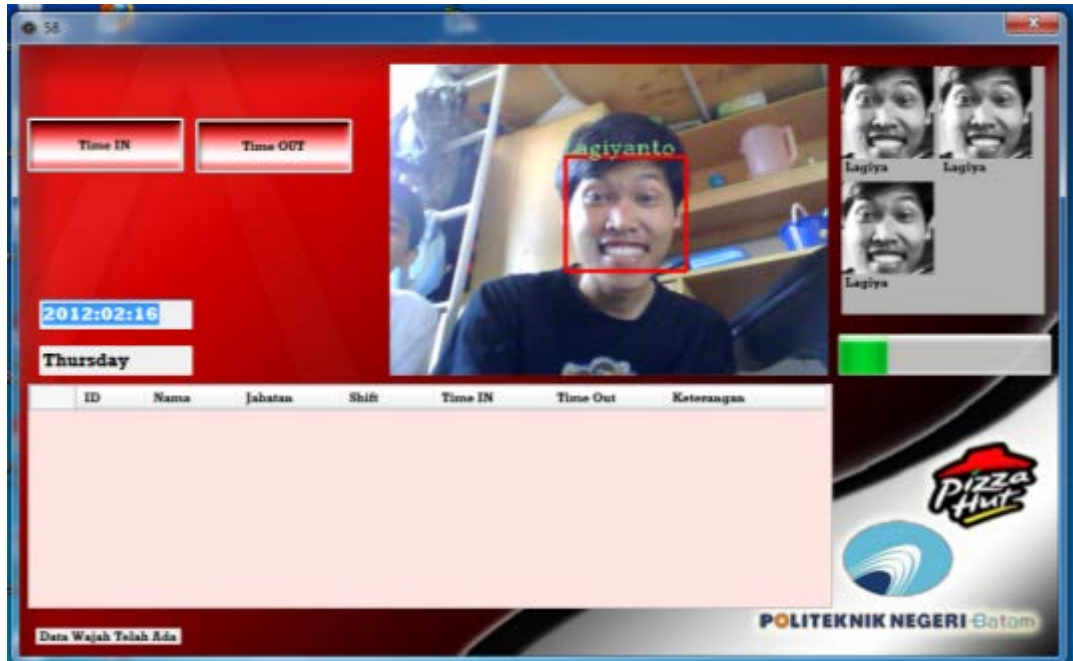 58
Time IN
Time OUT
Lagiyanto
Lagiya
Lagiya
Lagiya
2012:02:16
Thursday
ID Nama Jabatan Shift Time IN Time Out Keterangan
Pizza
Hut
POLITEKNIK NEGERI Batam
Data Wajah Telah Ada